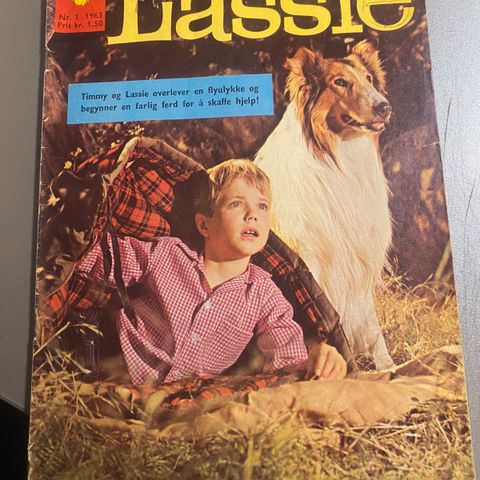 Nr. 1 1963
Pris kr. 1,50
Lassie
Timmy og Lassie overlever en flyulykke og
begynner en farlig ferd for å skaffe hjelp!